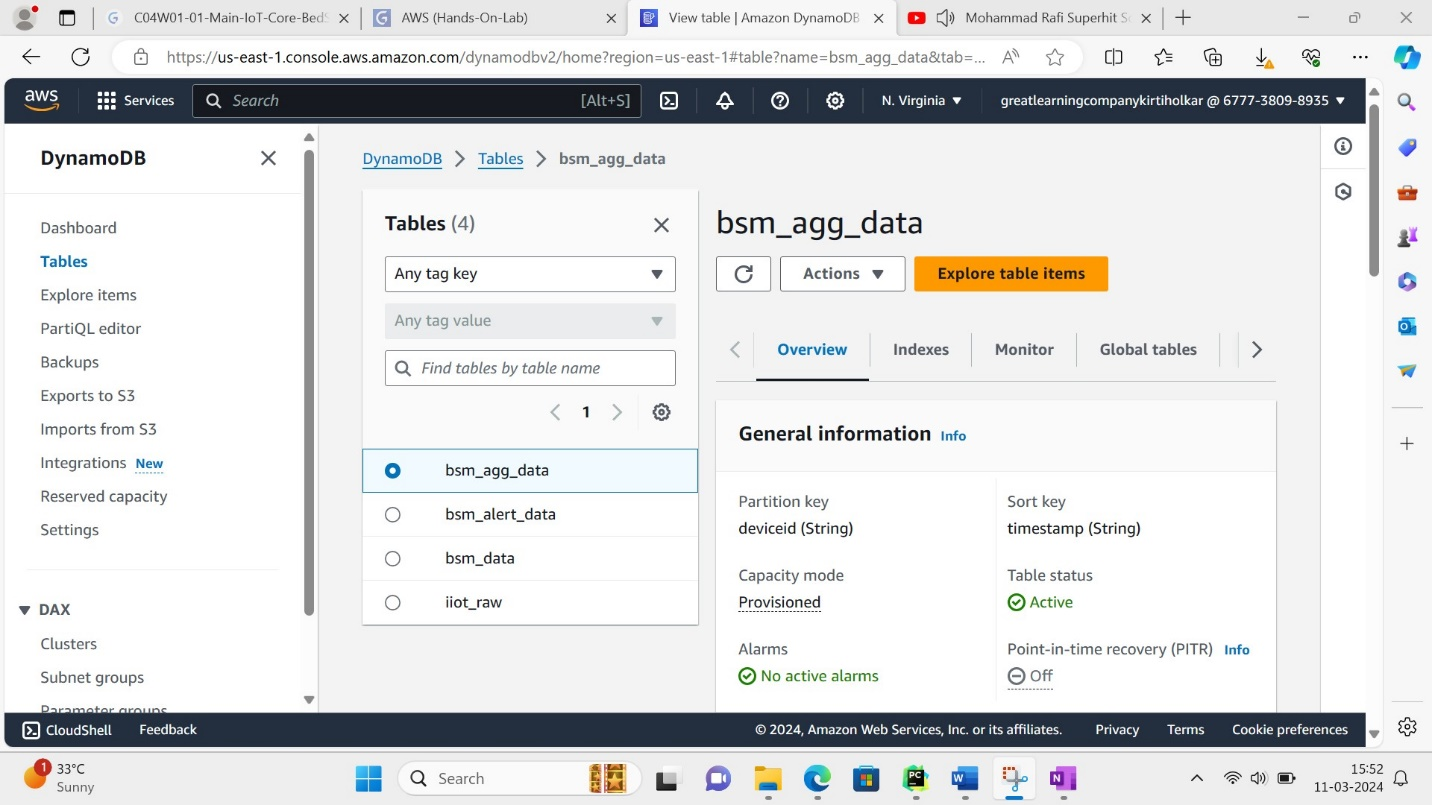 C04W01-01-Main-IoT-Core-BedS
AWS (Hands-On-Lab)
View table | Amazon DynamoDB
Mohammad Rafi Superhit So
https://us-east-1.console.aws.amazon.com/dynamodbv2/home?region=us-east-1#table?name=bsm_agg_data&tab=...
aws
Services
Search [Alt+S]
N. Virginia
greatlearningcompanykirtiholkar @ 6777-3809-8935
DynamoDB
Dashboard
Tables
Explore items
PartiQL editor
Backups
Exports to S3
Imports from S3
Integrations New
Reserved capacity
Settings
DAX
Clusters
Subnet groups
Parameter groups
DynamoDB > Tables > bsm_agg_data
Tables (4)
Any tag key
Any tag value
Find tables by table name
1
bsm_agg_data
bsm_alert_data
bsm_data
iiot_raw
bsm_agg_data
Actions
Explore table items
Overview
Indexes
Monitor
Global tables
General information Info
Partition key
deviceid (String)
Sort key
timestamp (String)
Capacity mode
Provisioned
Table status
Active
Alarms
No active alarms
Point-in-time recovery (PITR) Info
Off
CloudShell
Feedback
© 2024, Amazon Web Services, Inc. or its affiliates.
Privacy
Terms
Cookie preferences
1
33°C
Sunny
Search
PC
W
N
15:52
11-03-2024